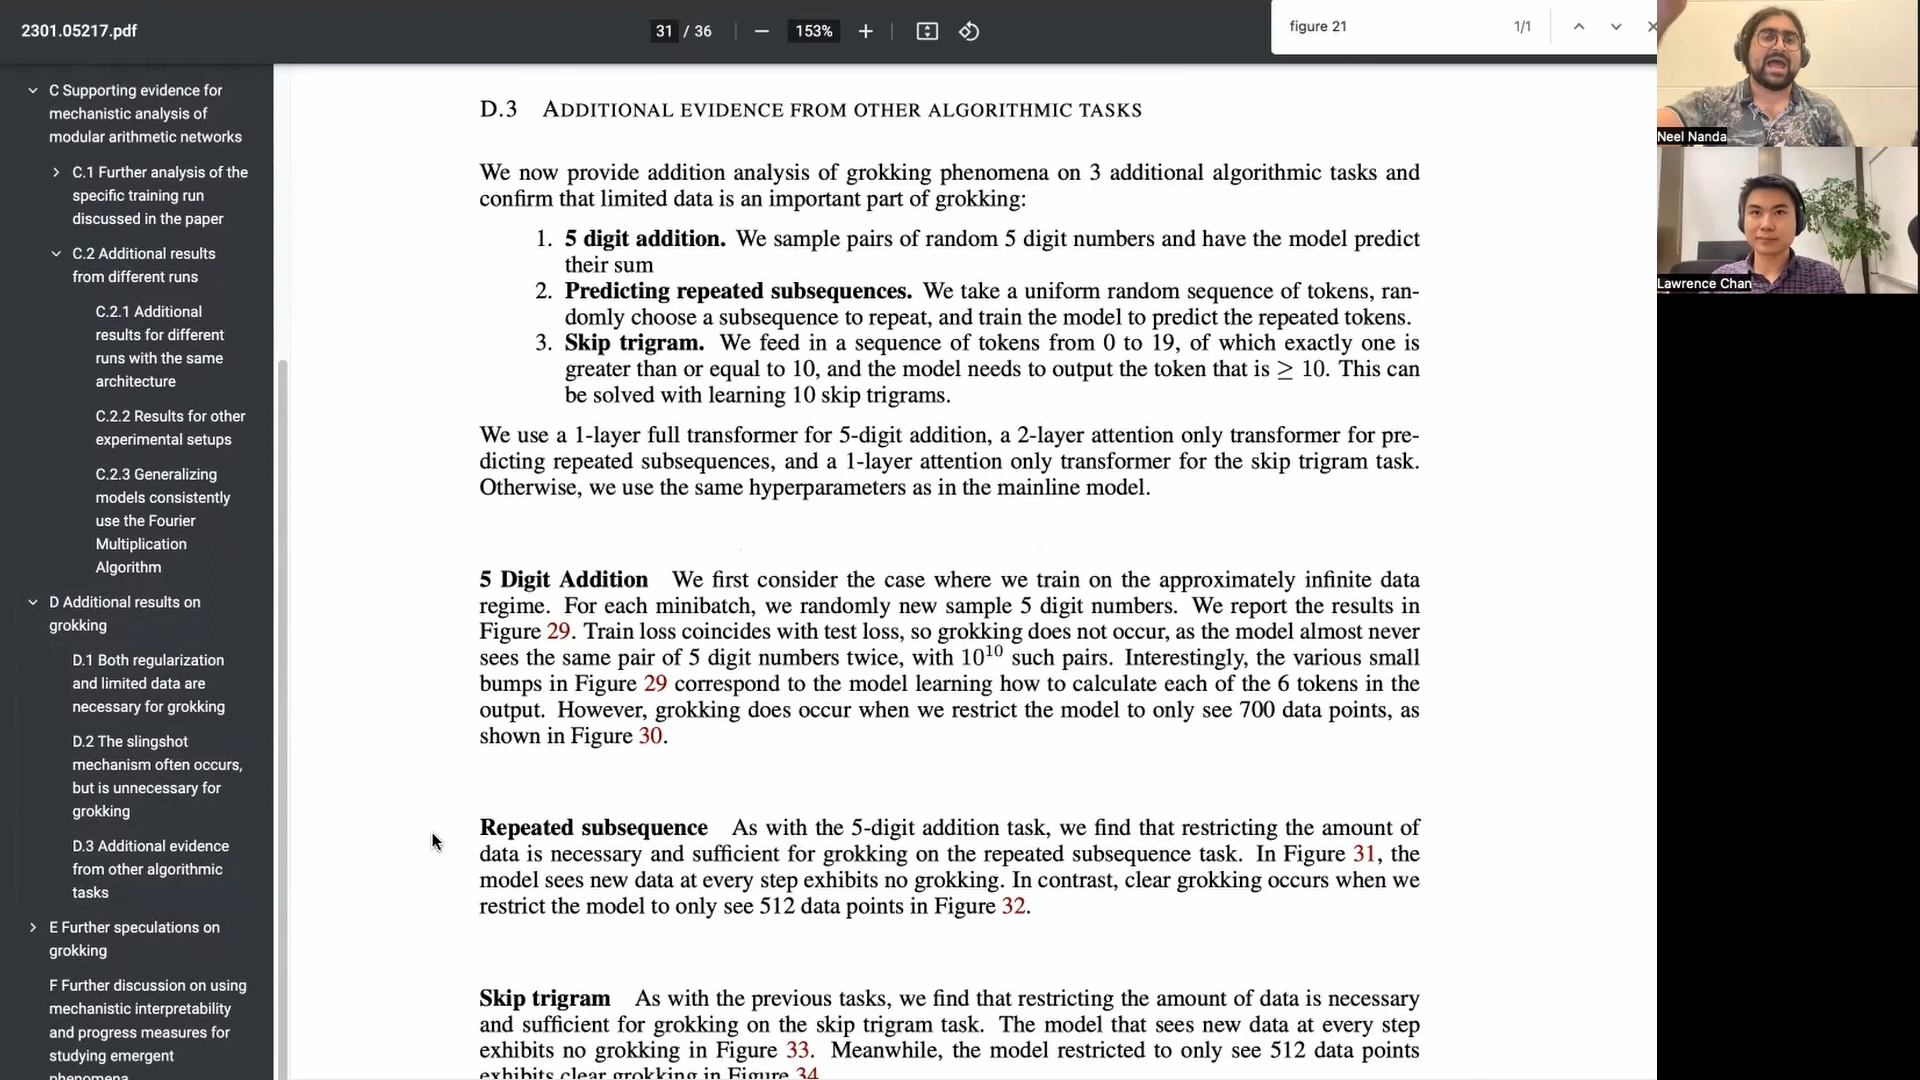 2301.05217.pdf
31 / 36
153%
figure 21
1/1
C Supporting evidence for
mechanistic analysis of
modular arithmetic networks
C.1 Further analysis of the
specific training run
discussed in the paper
C.2 Additional results
from different runs
C.2.1 Additional
results for different
runs with the same
architecture
C.2.2 Results for other
experimental setups
C.2.3 Generalizing
models consistently
use the Fourier
Multiplication
Algorithm
D Additional results on
grokking
D.1 Both regularization
and limited data are
necessary for grokking
D.2 The slingshot
mechanism often occurs,
but is unnecessary for
grokking
D.3 Additional evidence
from other algorithmic
tasks
E Further speculations on
grokking
F Further discussion on using
mechanistic interpretability
and progress measures for
studying emergent
phenomena
D.3 ADDITIONAL EVIDENCE FROM OTHER ALGORITHMIC TASKS
We now provide addition analysis of grokking phenomena on 3 additional algorithmic tasks and
confirm that limited data is an important part of grokking:
1. 5 digit addition. We sample pairs of random 5 digit numbers and have the model predict
their sum
2. Predicting repeated subsequences. We take a uniform random sequence of tokens, ran-
domly choose a subsequence to repeat, and train the model to predict the repeated tokens.
3. Skip trigram. We feed in a sequence of tokens from 0 to 19, of which exactly one is
greater than or equal to 10, and the model needs to output the token that is ≥ 10. This can
be solved with learning 10 skip trigrams.
We use a 1-layer full transformer for 5-digit addition, a 2-layer attention only transformer for pre-
dicting repeated subsequences, and a 1-layer attention only transformer for the skip trigram task.
Otherwise, we use the same hyperparameters as in the mainline model.
5 Digit Addition We first consider the case where we train on the approximately infinite data
regime. For each minibatch, we randomly new sample 5 digit numbers. We report the results in
Figure 29. Train loss coincides with test loss, so grokking does not occur, as the model almost never
sees the same pair of 5 digit numbers twice, with 10¹⁰ such pairs. Interestingly, the various small
bumps in Figure 29 correspond to the model learning how to calculate each of the 6 tokens in the
output. However, grokking does occur when we restrict the model to only see 700 data points, as
shown in Figure 30.
Repeated subsequence As with the 5-digit addition task, we find that restricting the amount of
data is necessary and sufficient for grokking on the repeated subsequence task. In Figure 31, the
model sees new data at every step exhibits no grokking. In contrast, clear grokking occurs when we
restrict the model to only see 512 data points in Figure 32.
Skip trigram As with the previous tasks, we find that restricting the amount of data is necessary
and sufficient for grokking on the skip trigram task. The model that sees new data at every step
exhibits no grokking in Figure 33. Meanwhile, the model restricted to only see 512 data points
exhibits clear grokking in Figure 34
Neel Nanda
Lawrence Chan